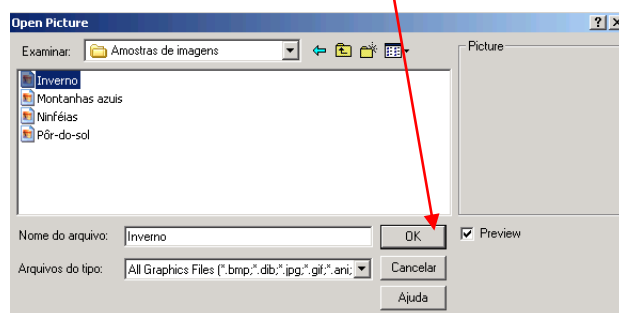 Open Picture
Examinar: Amostras de imagens
Picture
Inverno
Montanhas azuis
Ninféias
Pôr-do-sol
Nome do arquivo: Inverno OK Preview
Arquivos do tipo: All Graphics Files (*.bmp;*.dib;*.jpg;*.gif;*.ani; Cancelar
Ajuda